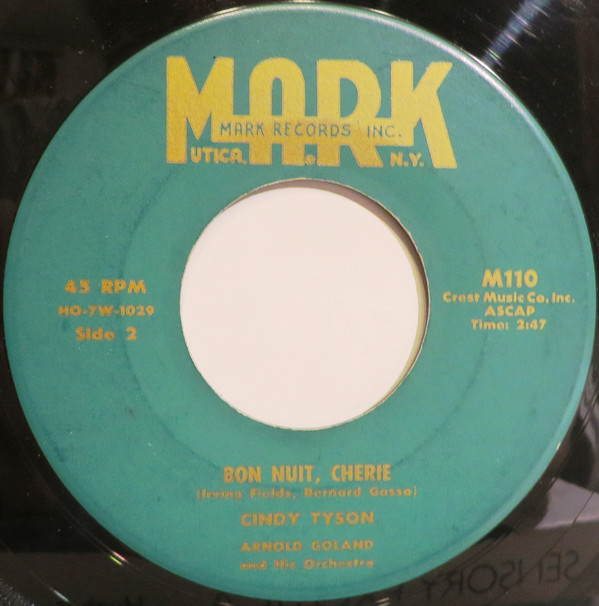 MARK
MARK RECORDS INC.
UTICA, N.Y.
45 RPM
HO-7W-1029
Side 2
M110
Crest Music Co. Inc.
ASCAP
Time: 2:47
BON NUIT, CHERIE
(Irving Fields, Bernard Gasso)
CINDY TYSON
ARNOLD GOLAND
and His Orchestra
SENSORY